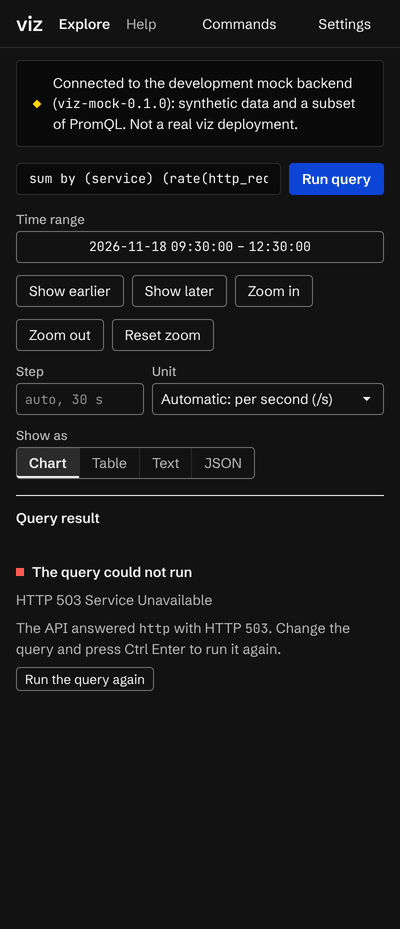 viz Explore Help Commands Settings
Connected to the development mock backend
(viz-mock-0.1.0): synthetic data and a subset
of PromQL. Not a real viz deployment.
sum by (service) (rate(http_rec Run query
Time range
2026-11-18 09:30:00 – 12:30:00
Show earlier Show later Zoom in
Zoom out Reset zoom
Step Unit
auto, 30 s Automatic: per second (/s)
Show as
Chart Table Text JSON
Query result
The query could not run
HTTP 503 Service Unavailable
The API answered http with HTTP 503. Change the
query and press Ctrl Enter to run it again.
Run the query again